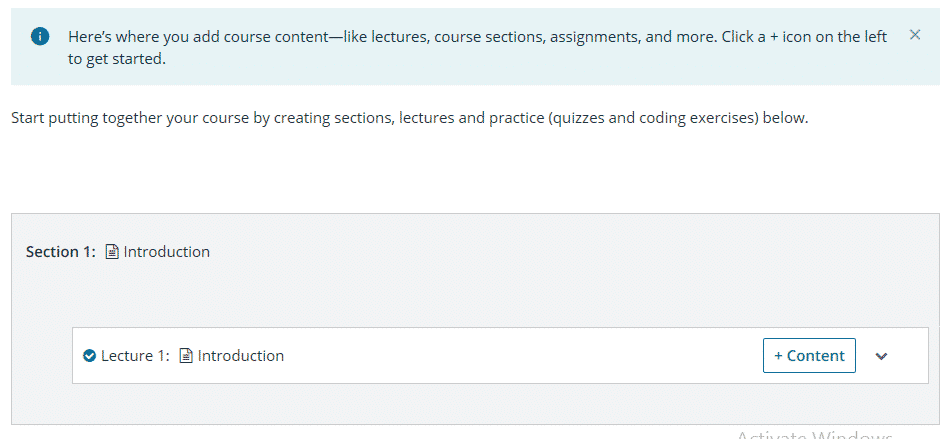 Here’s where you add course content—like lectures, course sections, assignments, and more. Click a + icon on the left
to get started.
Start putting together your course by creating sections, lectures and practice (quizzes and coding exercises) below.
Section 1: Introduction
Lecture 1: Introduction + Content
Activate Windows